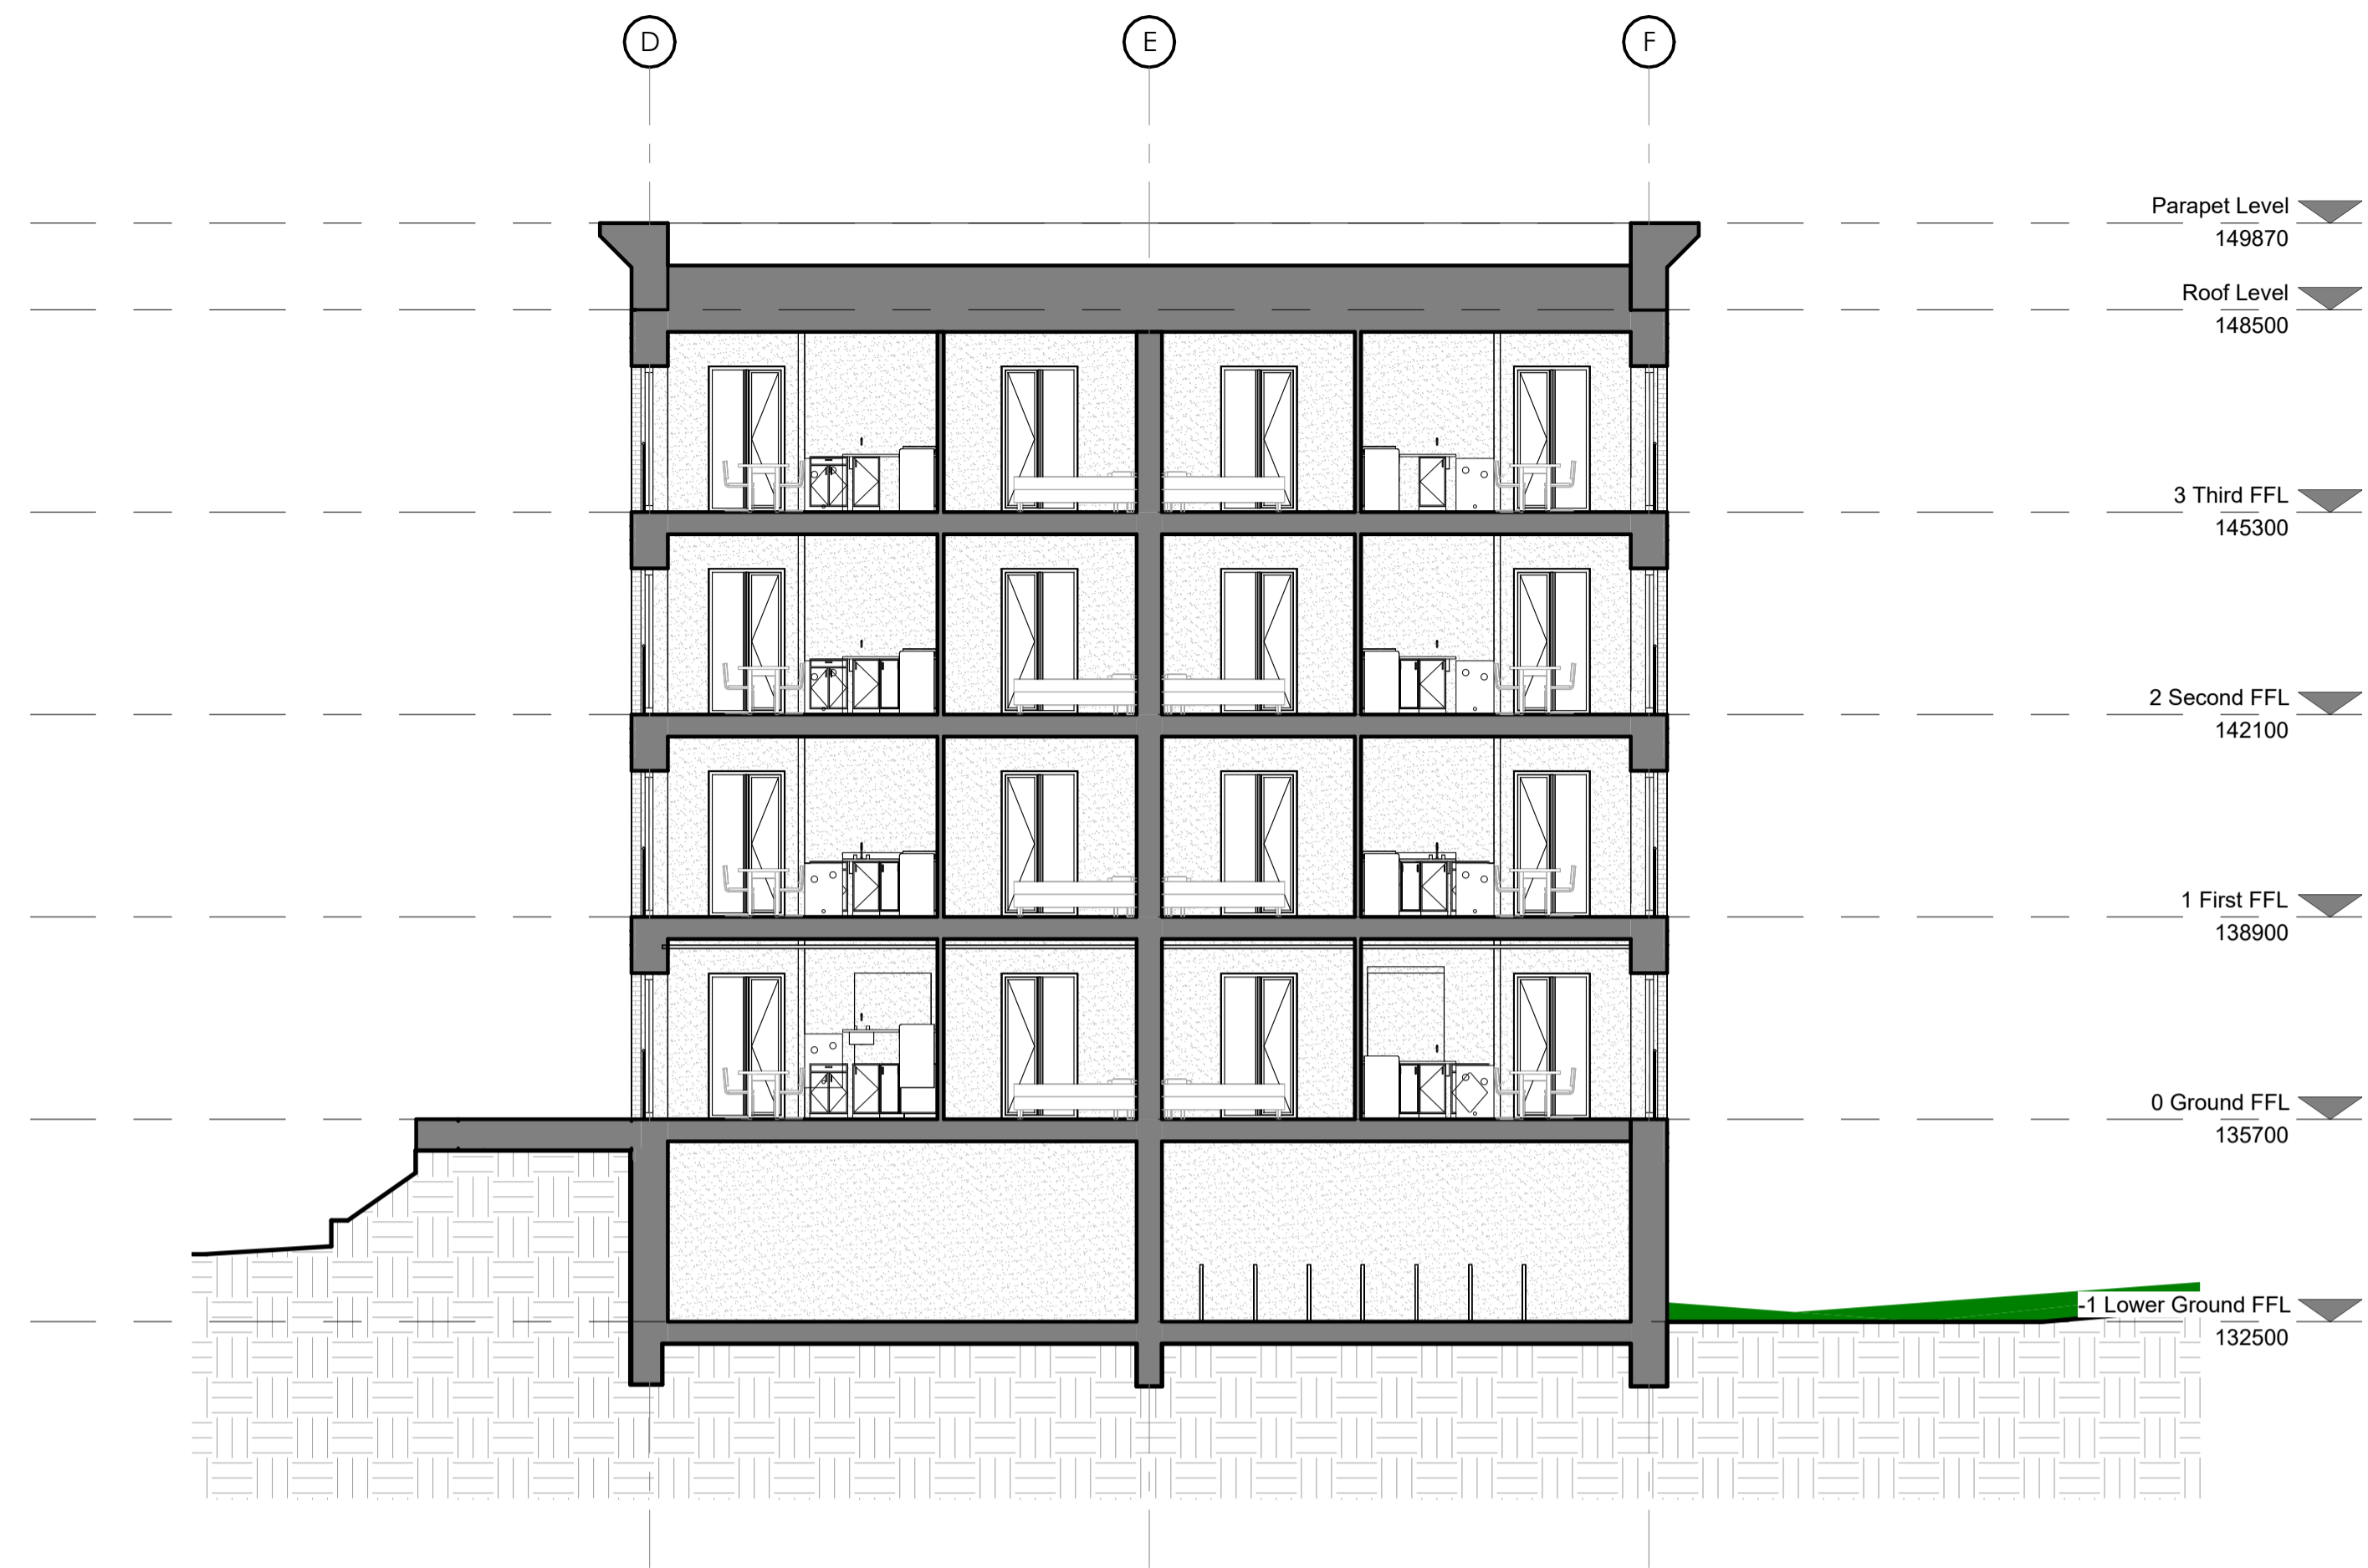 D
E
F
Parapet Level
149870
Roof Level
148500
3 Third FFL
145300
2 Second FFL
142100
1 First FFL
138900
0 Ground FFL
135700
-1 Lower Ground FFL
132500